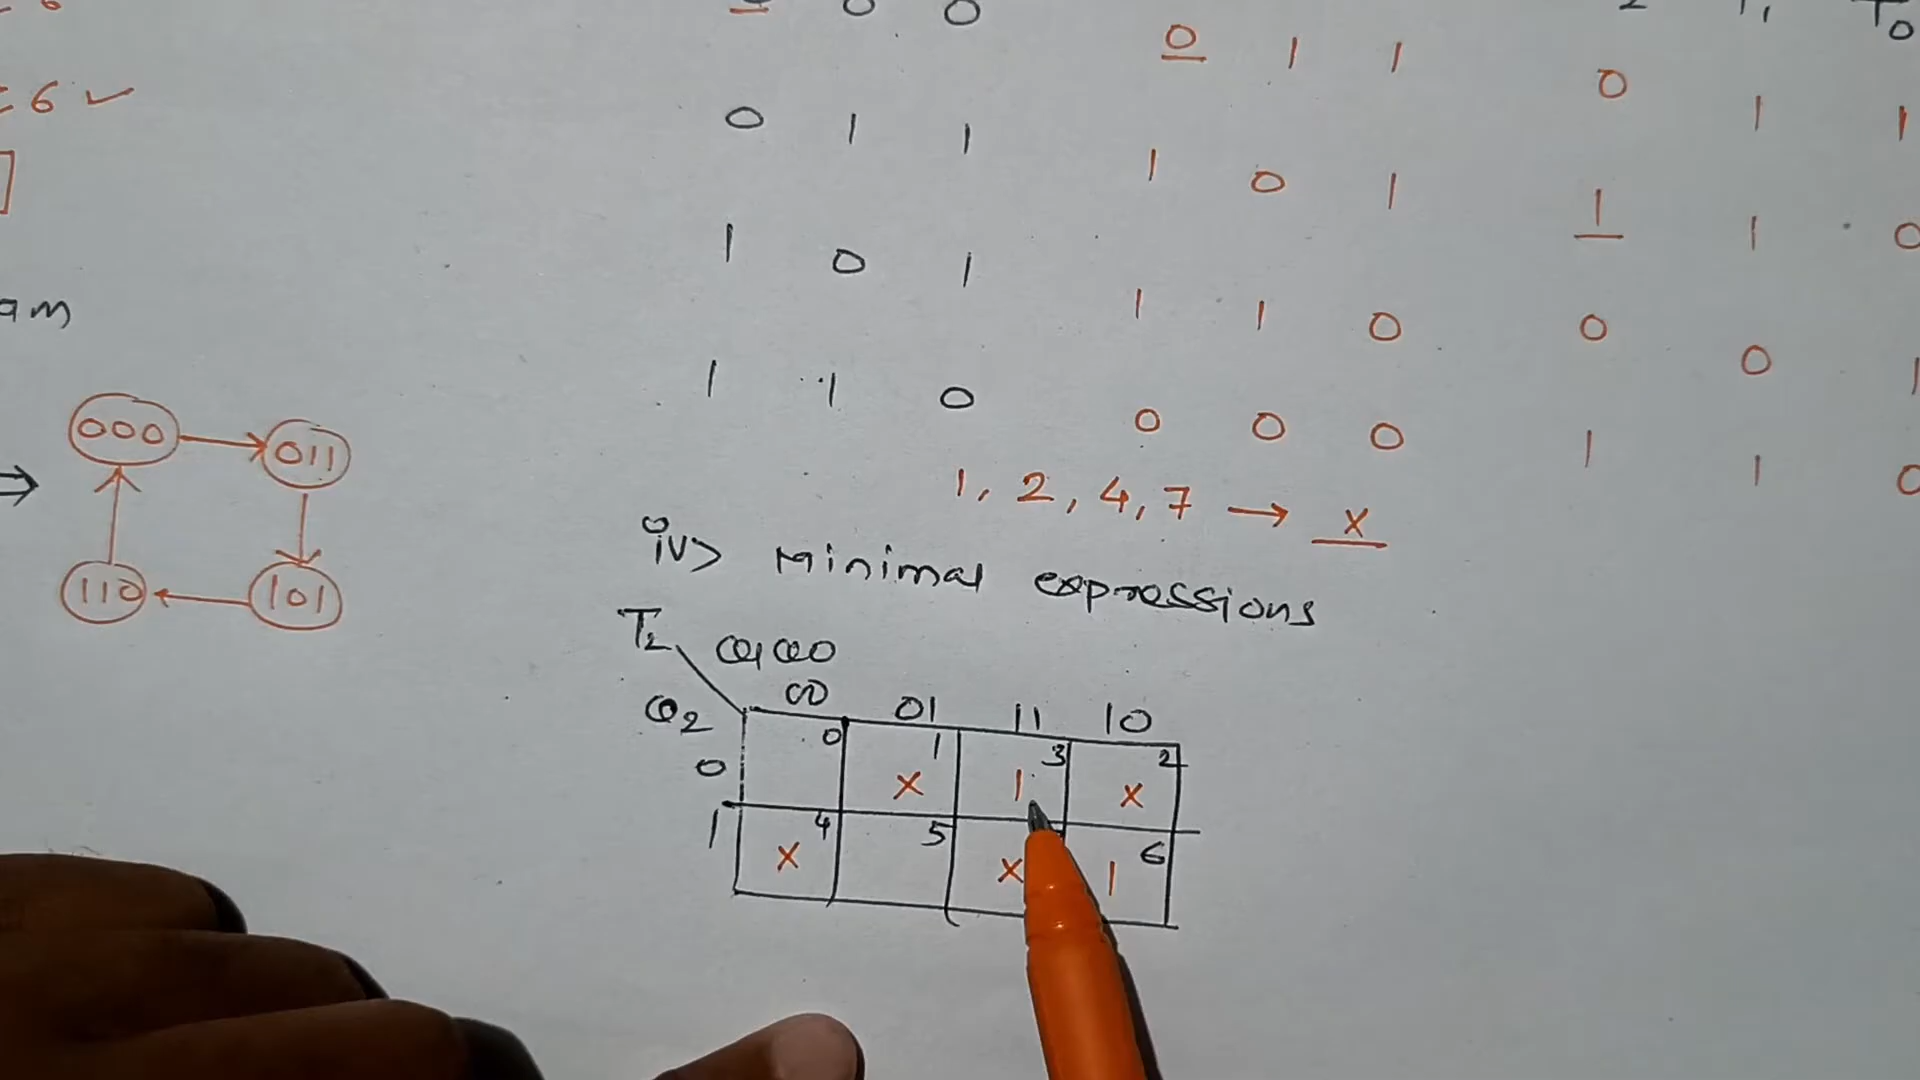 0 0
2 T₁ T₀
0 1 1
0 1 1
≤ 6 ✓
0 1 1
1 0 1
1 1 0
1 0 1
1 1 0
0 0 1
am
1 1 0
0 0 0
1 1 0
⇒ 000 → 011
110 ← 101
1, 2, 4, 7 → X
iv> Minimal expressions
T₂ Q₁Q₀
Q₂ 00 01 11 10
0 0 1 X 3 1 2 X
1 4 X 5 X 6 1